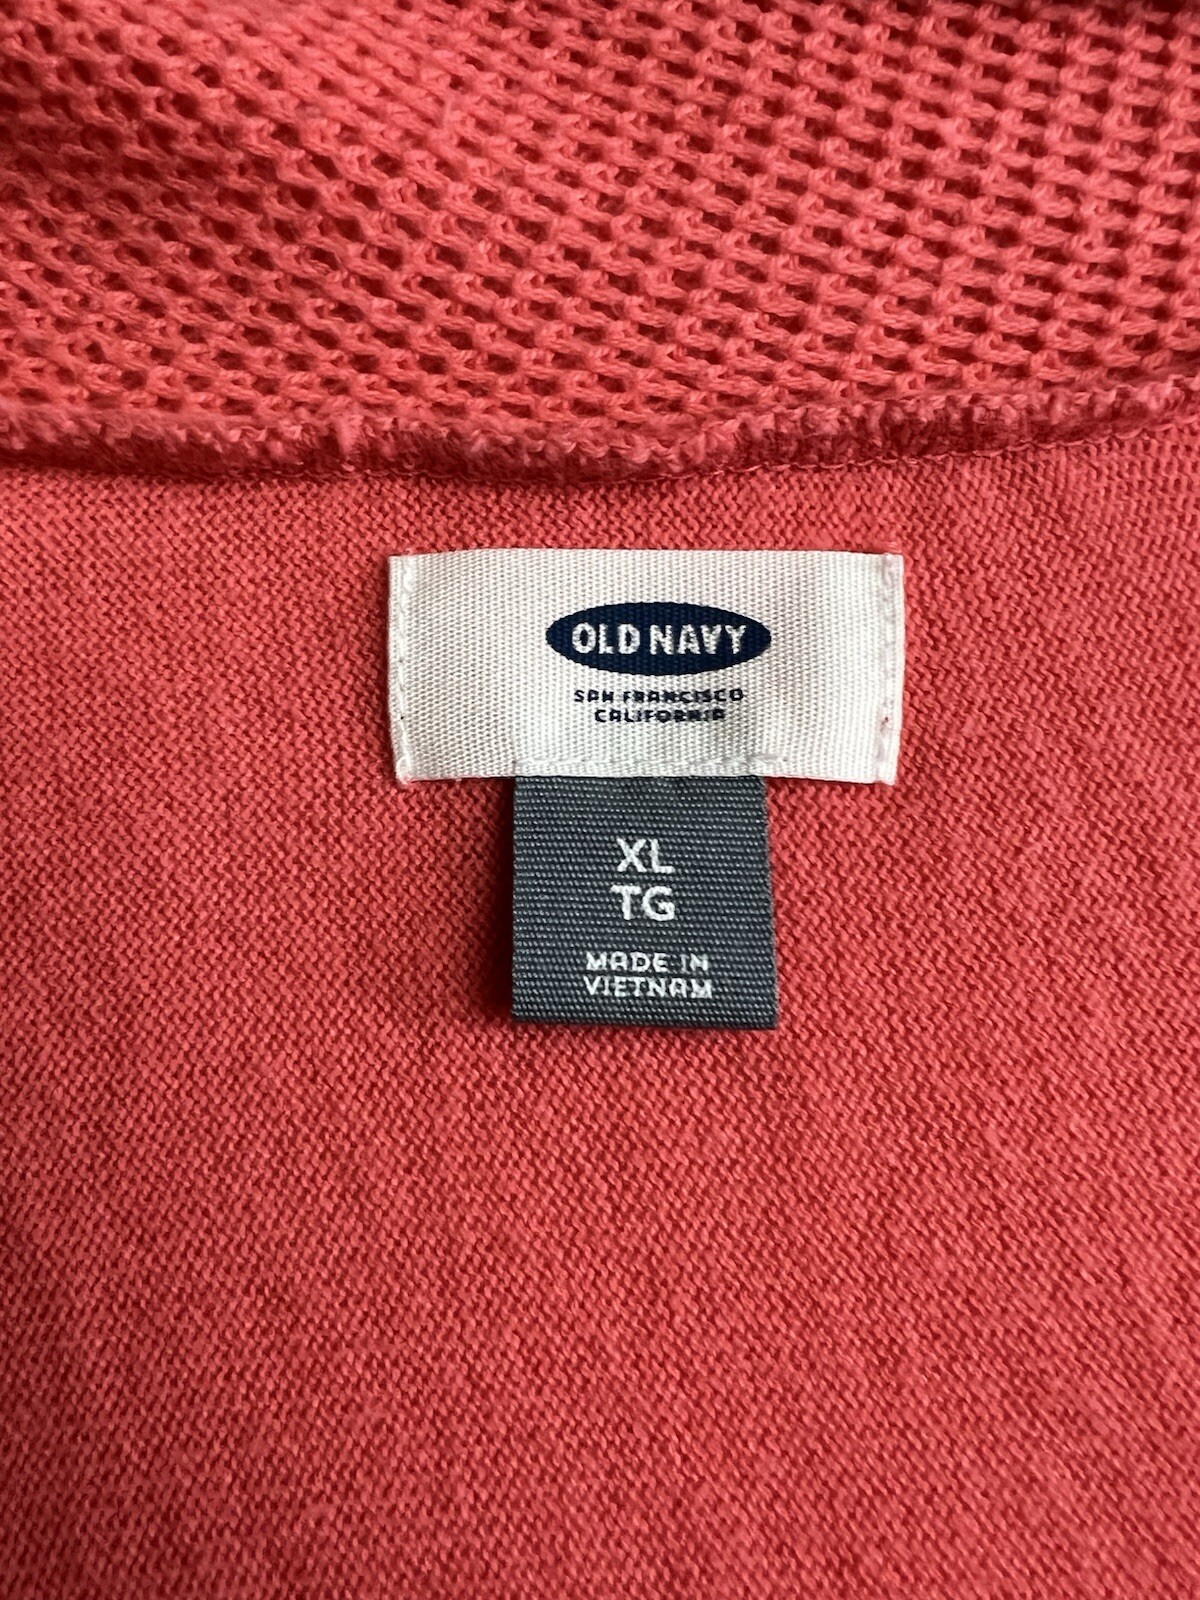 OLD NAVY
SAN FRANCISCO
CALIFORNIA
XL
TG
MADE IN
VIETNAM